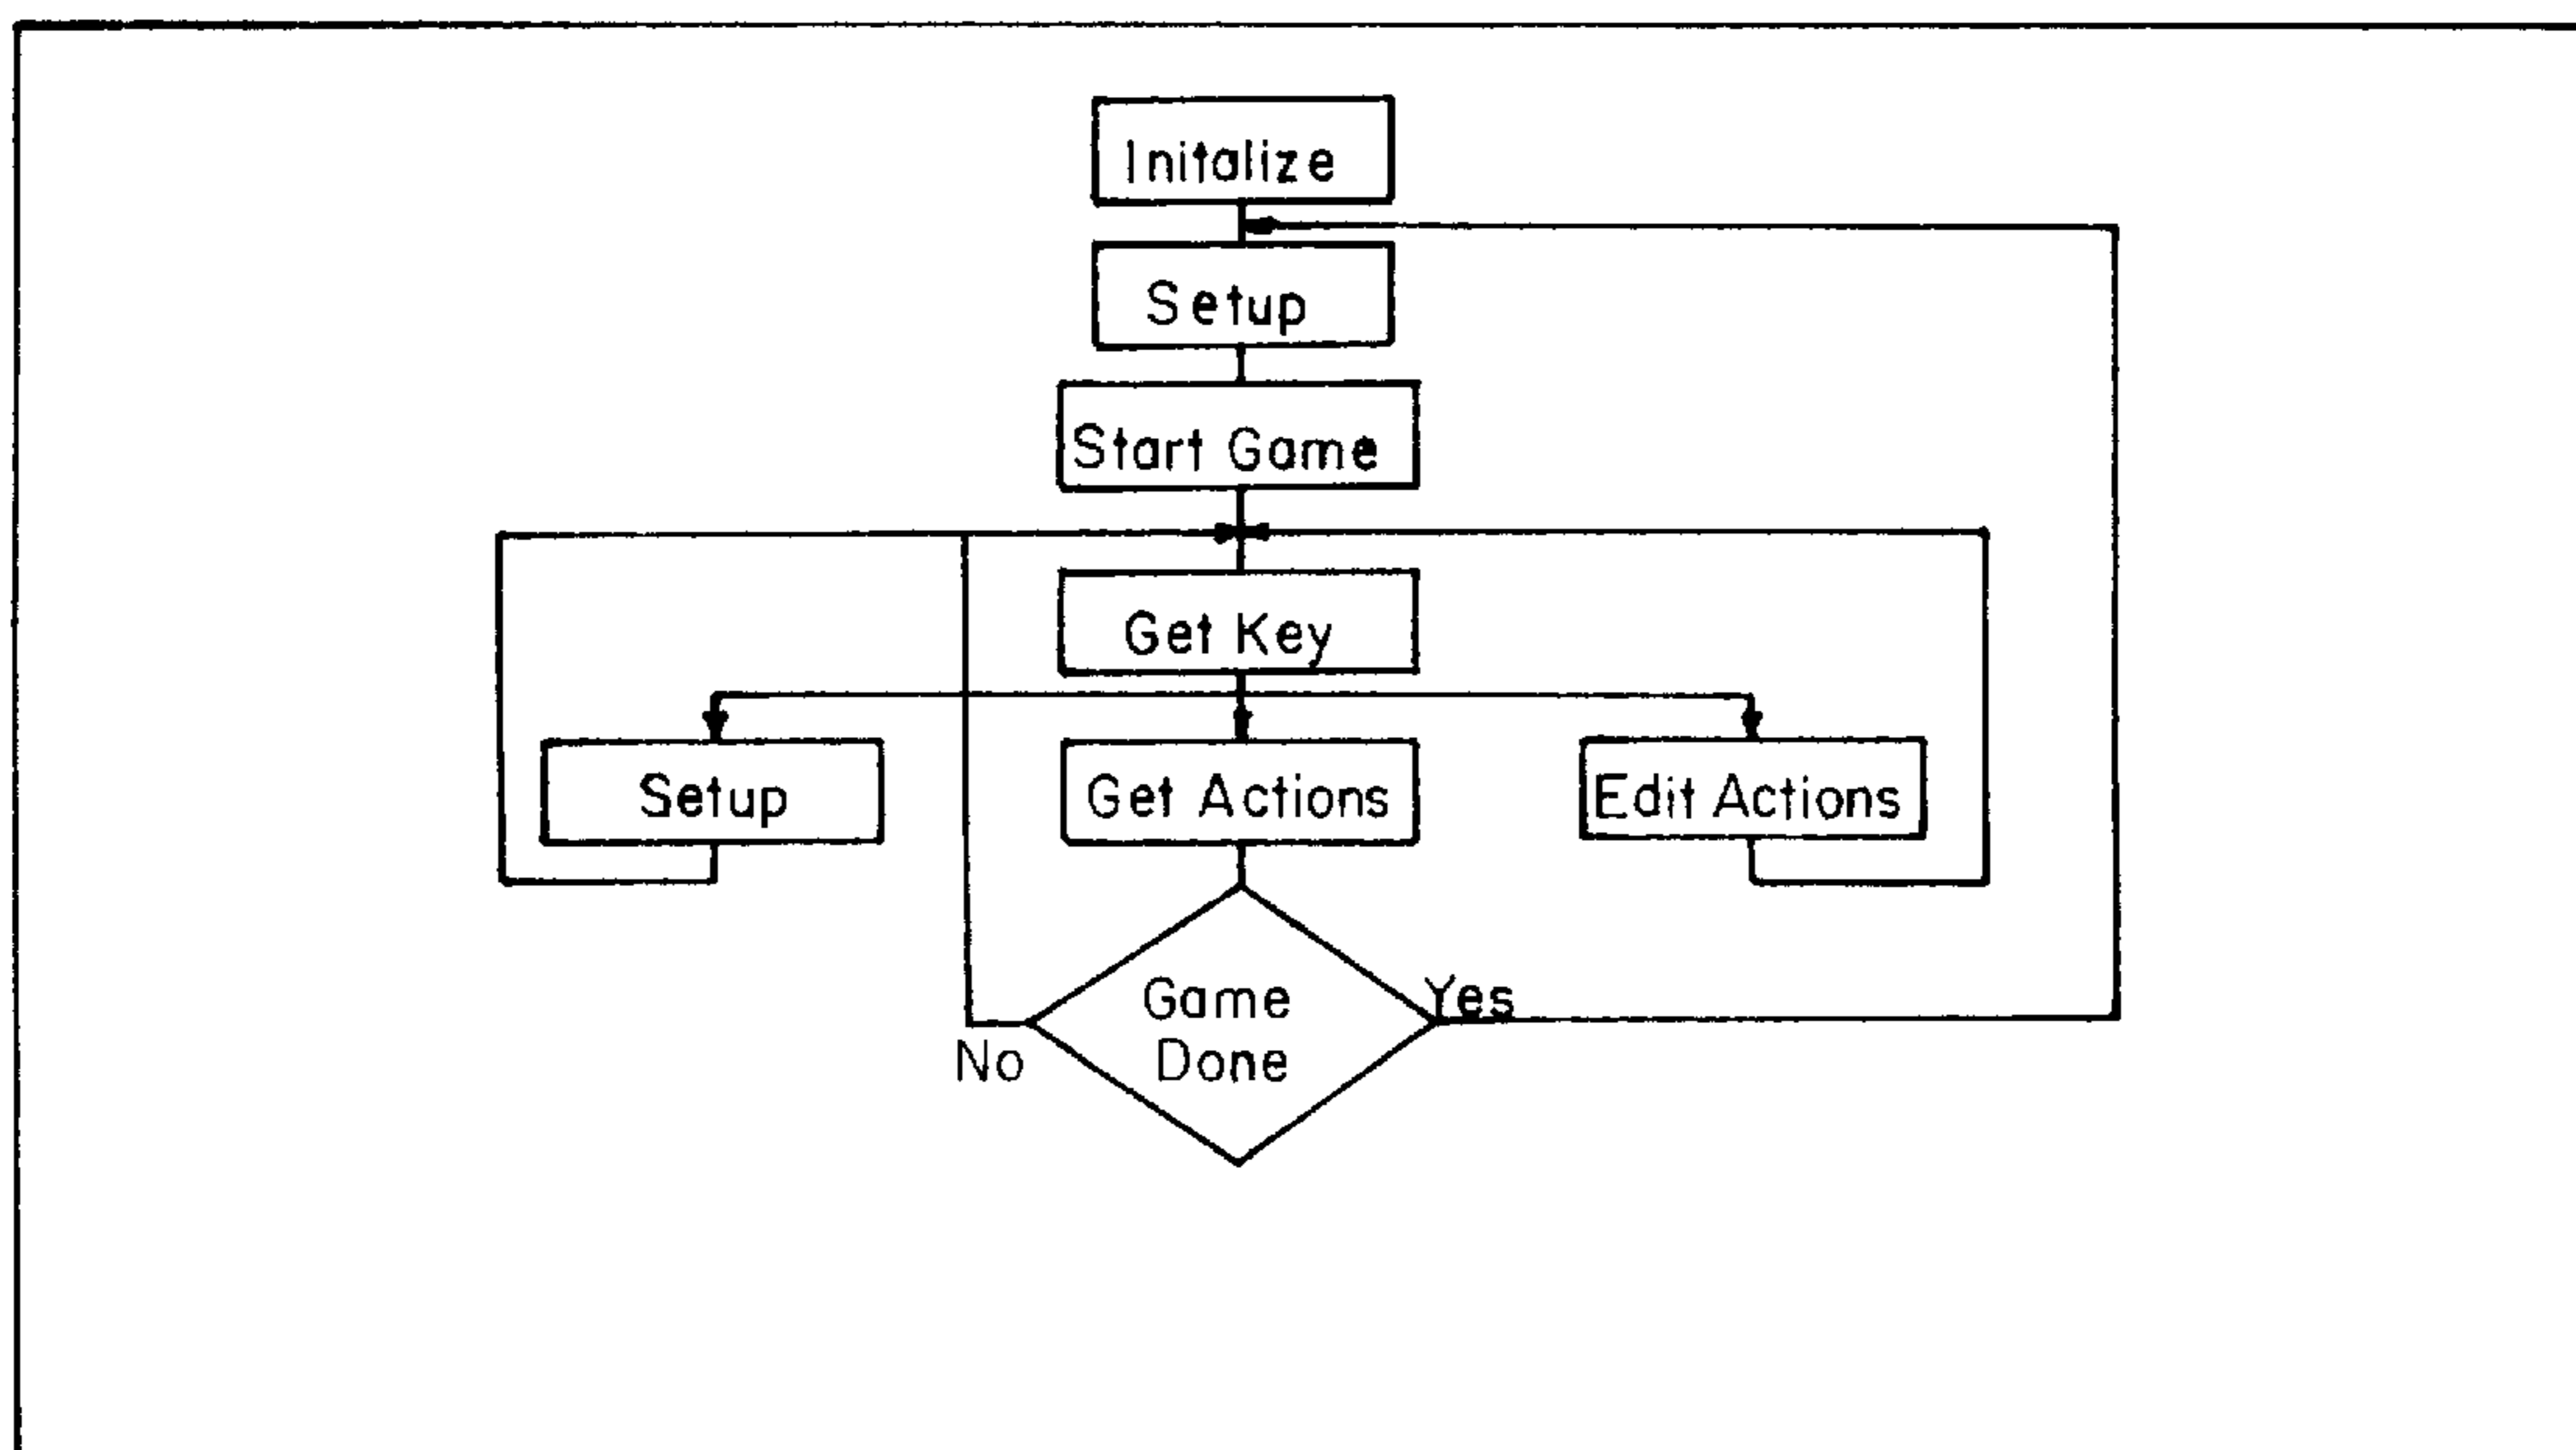 Initalize
Setup
Start Game
Get Key
Setup
Get Actions
Edit Actions
Game
Done
Yes
No